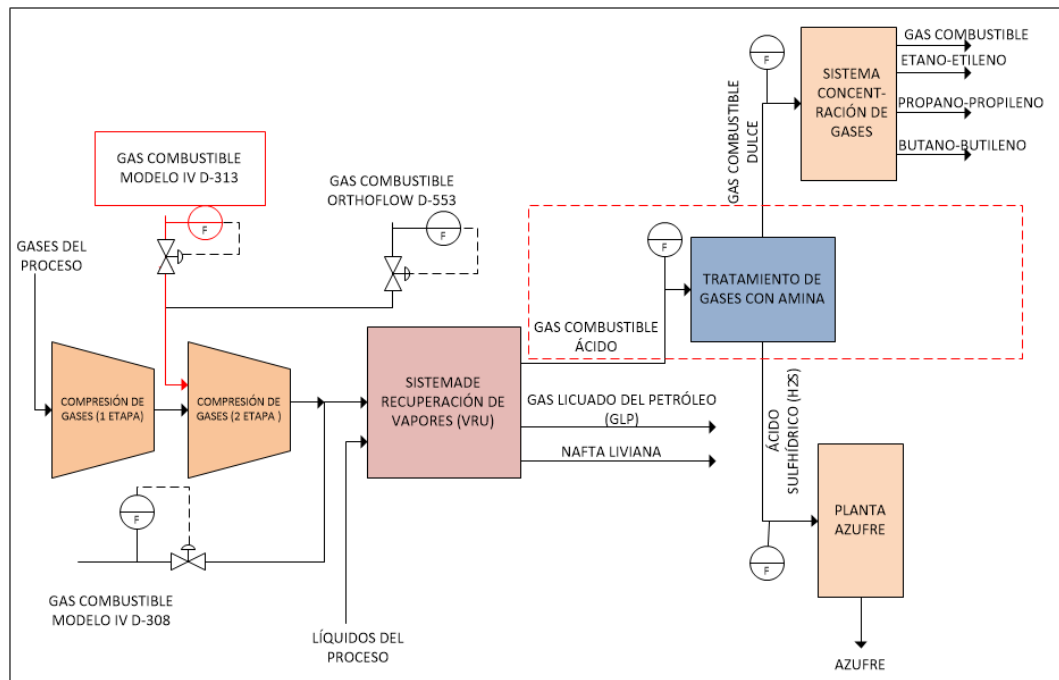 GAS COMBUSTIBLE
MODELO IV D-313
F
GAS COMBUSTIBLE
ORTHOFLOW D-553
F
F
GAS COMBUSTIBLE
DULCE
SISTEMA
CONCENT-
RACIÓN DE
GASES
GAS COMBUSTIBLE
ETANO-ETILENO
PROPANO-PROPILENO
BUTANO-BUTILENO
GASES DEL
PROCESO
F
TRATAMIENTO DE
GASES CON AMINA
COMPRESIÓN DE
GASES (1 ETAPA)
COMPRESIÓN DE
GASES (2 ETAPA )
SISTEMADE
RECUPERACIÓN DE
VAPORES (VRU)
GAS COMBUSTIBLE
ÁCIDO
GAS LICUADO DEL PETRÓLEO
(GLP)
NAFTA LIVIANA
ÁCIDO
SULFHÍDRICO (H2S)
F
GAS COMBUSTIBLE
MODELO IV D-308
LÍQUIDOS DEL
PROCESO
F
PLANTA
AZUFRE
AZUFRE